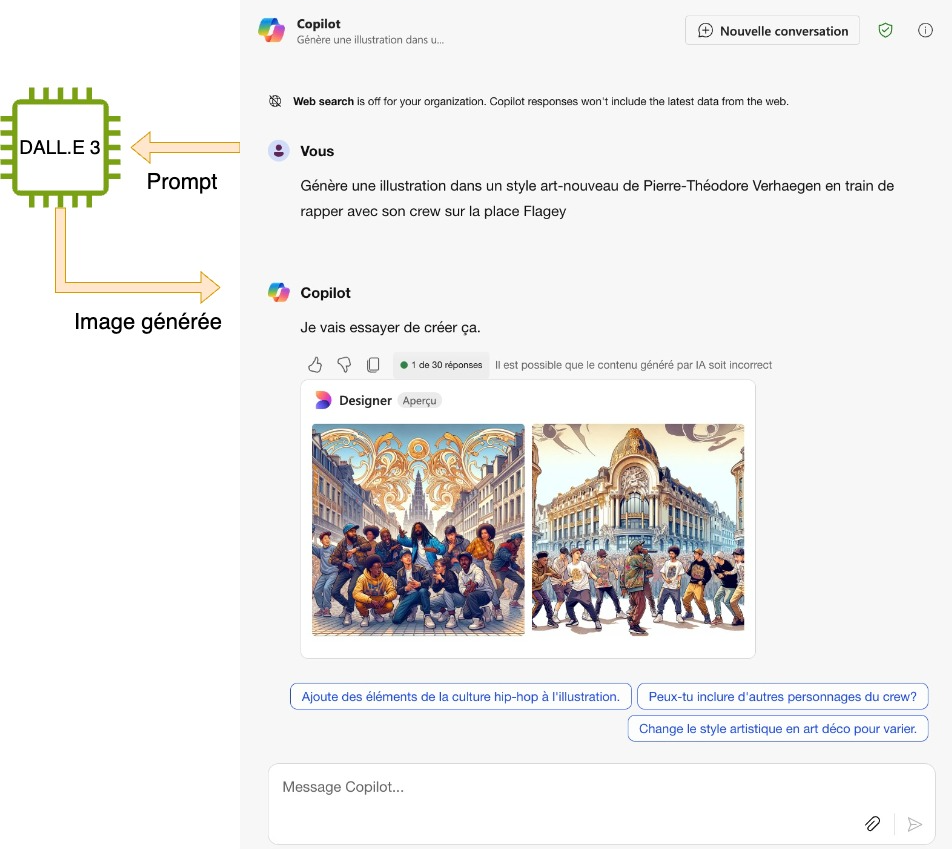 Copilot
Génère une illustration dans u...
Nouvelle conversation
Web search is off for your organization. Copilot responses won't include the latest data from the web.
DALL.E 3
Prompt
Image générée
Vous
Génère une illustration dans un style art-nouveau de Pierre-Théodore Verhaegen en train de
rapper avec son crew sur la place Flagey
Copilot
Je vais essayer de créer ça.
1 de 30 réponses
Il est possible que le contenu généré par IA soit incorrect
Designer Aperçu
Ajoute des éléments de la culture hip-hop à l'illustration.
Peux-tu inclure d'autres personnages du crew?
Change le style artistique en art déco pour varier.
Message Copilot...